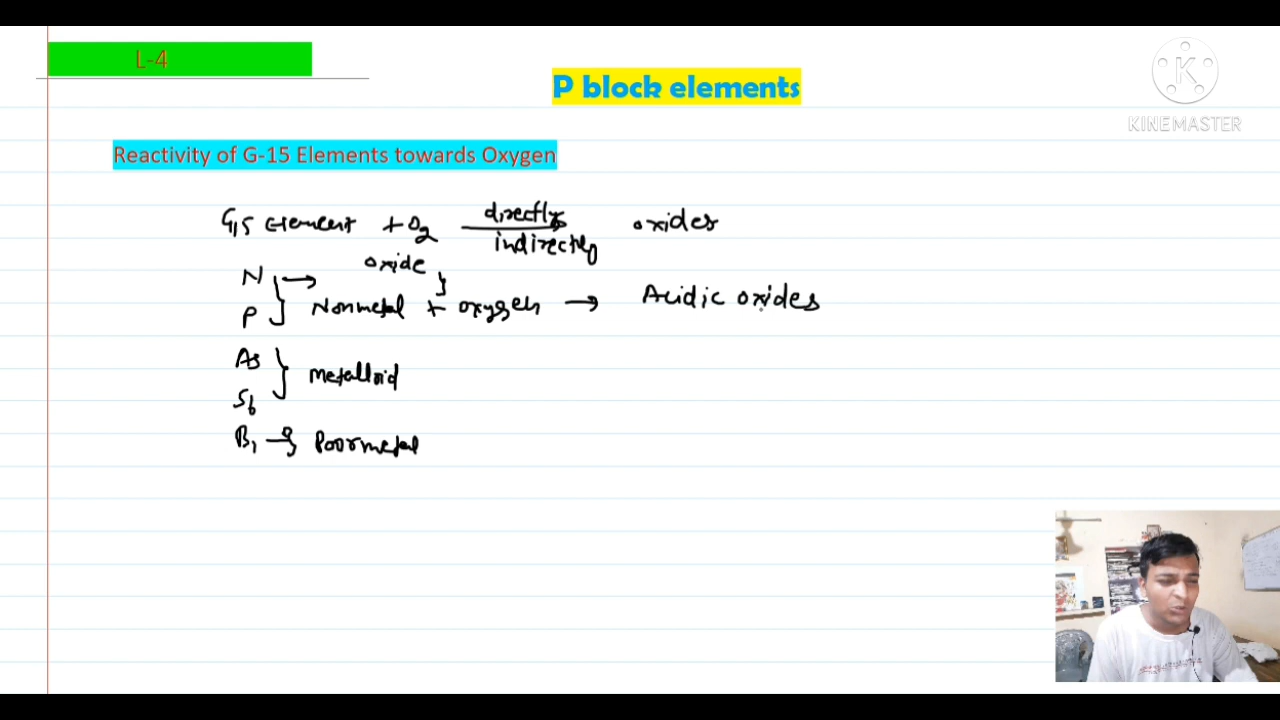 L-4
P block elements
K
KINEMASTER
Reactivity of G-15 Elements towards Oxygen
G15 Element + O2 directly indirectly oxides
N → oxide
P Nonmetal + oxygen → Acidic oxides
As
metalloid
Sb
Bi → Poormetal